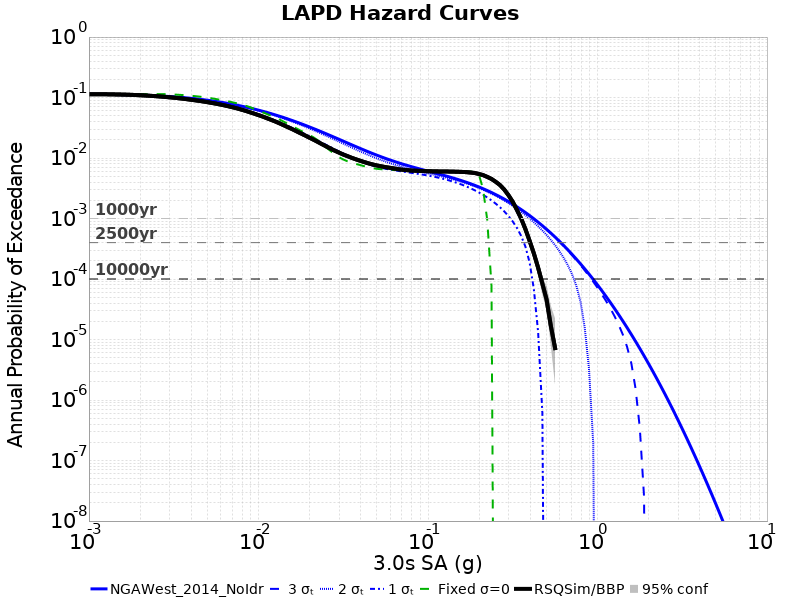 LAPD Hazard Curves
Annual Probability of Exceedance
10^0
10^-1
10^-2
10^-3
10^-4
10^-5
10^-6
10^-7
10^-8
1000yr
2500yr
10000yr
10^-3 10^-2 10^-1 10^0 10^1
3.0s SA (g)
NGAWest_2014_NoIdr 3 σₜ 2 σₜ 1 σₜ Fixed σ=0 RSQSim/BBP 95% conf